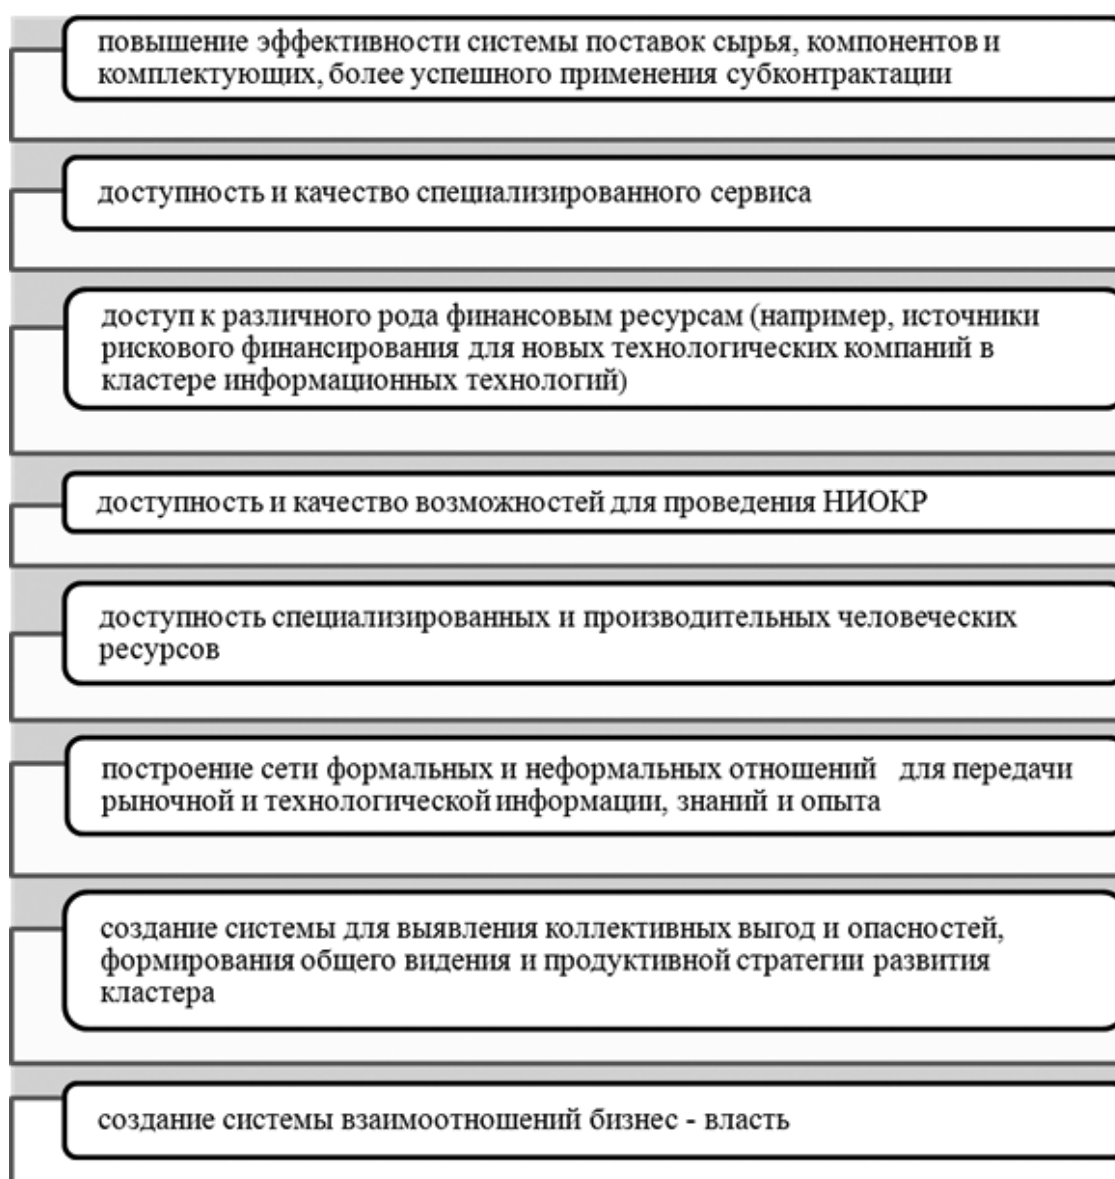 повышение эффективности системы поставок сырья, компонентов и
комплектующих, более успешного применения субконтрактации
доступность и качество специализированного сервиса
доступ к различного рода финансовым ресурсам (например, источники
рискового финансирования для новых технологических компаний в
кластере информационных технологий)
доступность и качество возможностей для проведения НИОКР
доступность специализированных и производительных человеческих
ресурсов
построение сети формальных и неформальных отношений для передачи
рыночной и технологической информации, знаний и опыта
создание системы для выявления коллективных выгод и опасностей,
формирования общего видения и продуктивной стратегии развития
кластера
создание системы взаимоотношений бизнес - власть